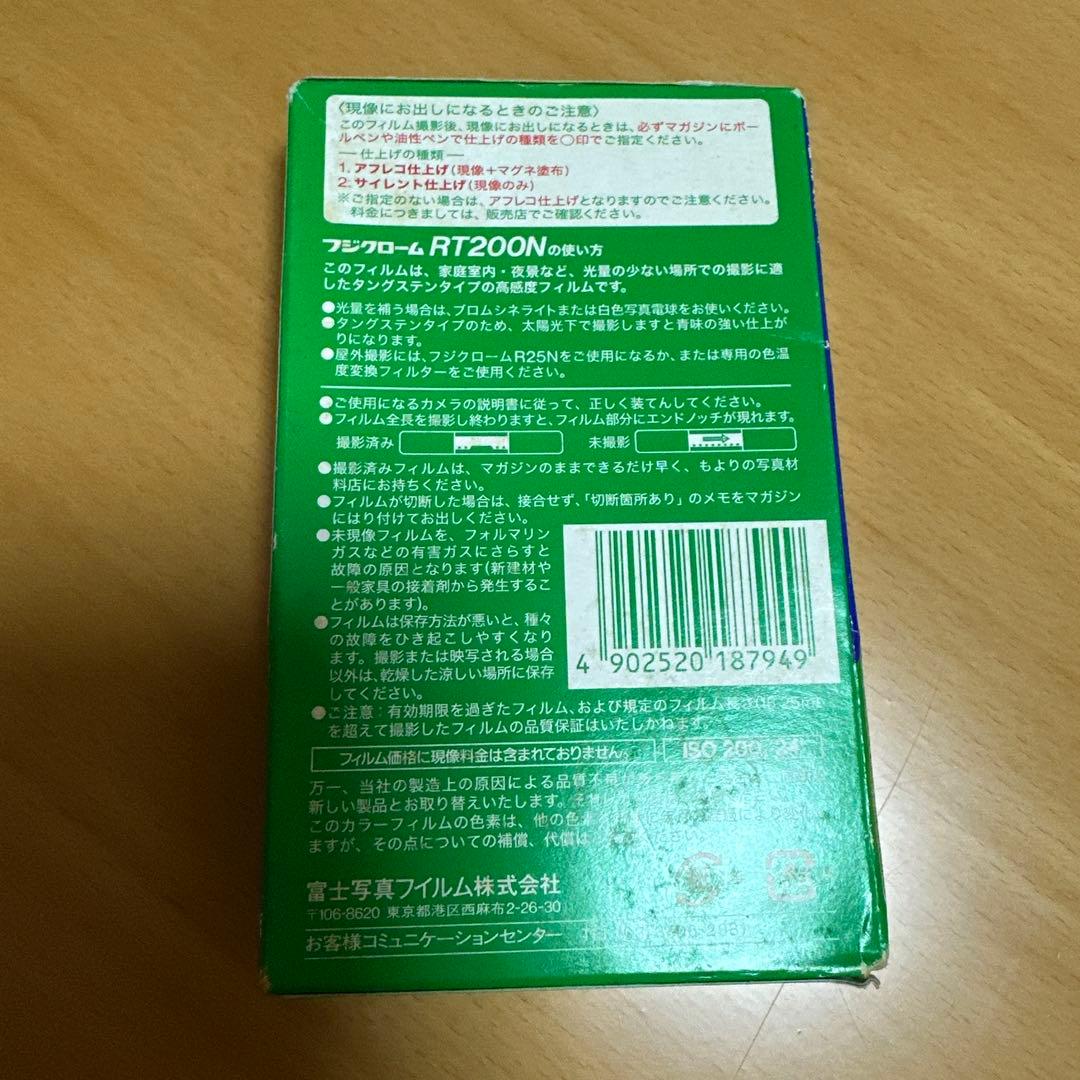 〈現像にお出しになるときのご注意〉
このフィルム撮影後、現像にお出しになるときは、必ずマガジンにボー
ルペンや油性ペンで仕上げの種類を○印でご指定ください。
—仕上げの種類—
1. アフレコ仕上げ(現像+マグネ塗布)
2. サイレント仕上げ(現像のみ)
※ご指定のない場合は、アフレコ仕上げとなりますのでご注意ください。
料金につきましては、販売店でご確認ください。
フジクローム RT200Nの使い方
このフィルムは、家庭室内・夜景など、光量の少ない場所での撮影に適
したタングステンタイプの高感度フィルムです。
●光量を補う場合は、ブロムシネライトまたは白色写真電球をお使いください。
●タングステンタイプのため、太陽光下で撮影しますと青味の強い仕上が
りになります。
●屋外撮影には、フジクロームR25Nをご使用になるか、または専用の色温
度変換フィルターをご使用ください。
●ご使用になるカメラの説明書に従って、正しく装てんしてください。
●フィルム全長を撮影し終わりますと、フィルム部分にエンドノッチが現れます。
撮影済み 未撮影
●撮影済みフィルムは、マガジンのままできるだけ早く、もよりの写真材
料店にお持ちください。
●フィルムが切断した場合は、接合せず、「切断箇所あり」のメモをマガジン
にはり付けてお出しください。
●未現像フィルムを、フォルマリン
ガスなどの有害ガスにさらすと
故障の原因となります(新建材や
一般家具の接着剤から発生するこ
とがあります)。
●フィルムは保存方法が悪いと、種々
の故障をひき起こしやすくなり
ます。撮影または映写される場合
以外は、乾燥した涼しい場所に保存
してください。
4 902520 187949
●ご注意:有効期限を過ぎたフィルム、および規定のフィルム長
を超えて撮影したフィルムの品質保証はいたしかねます。
フィルム価格に現像料金は含まれておりません。
ISO 200
万一、当社の製造上の原因による品質不
新しい製品とお取り替えいたします。
このカラーフィルムの色素は、他の色
ますが、その点についての補償、代償は
富士写真フイルム株式会社
〒106-8620 東京都港区西麻布2-26-30
お客様コミュニケーションセンター